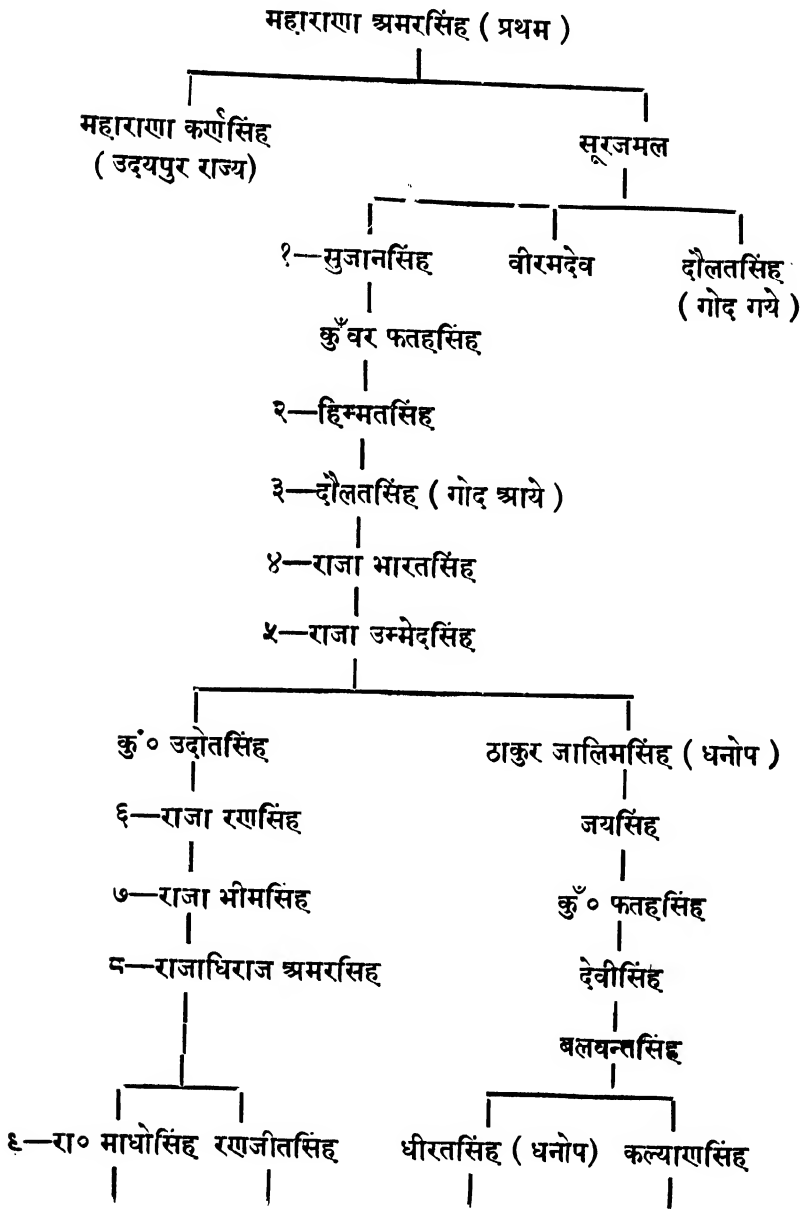 महाराणा अमरसिंह ( प्रथम )
महाराणा कर्णसिंह
( उदयपुर राज्य)
सूरजमल
१—सुजानसिंह
वीरमदेव
दौलतसिंह
( गोद गये )
कुँवर फतहसिंह
२—हिम्मतसिंह
३—दौलतसिंह ( गोद आये )
४—राजा भारतसिंह
५—राजा उम्मेदसिंह
कुं० उदोतसिंह
ठाकुर जालिमसिंह ( धनोप )
६—राजा रणसिंह
जयसिंह
७—राजा भीमसिंह
कुँ० फतहसिंह
८—राजाधिराज अमरसिह
देवीसिंह
बलवन्तसिंह
९—रा० माधोसिंह रणजीतसिंह
धीरतसिंह ( धनोप) कल्याणसिंह